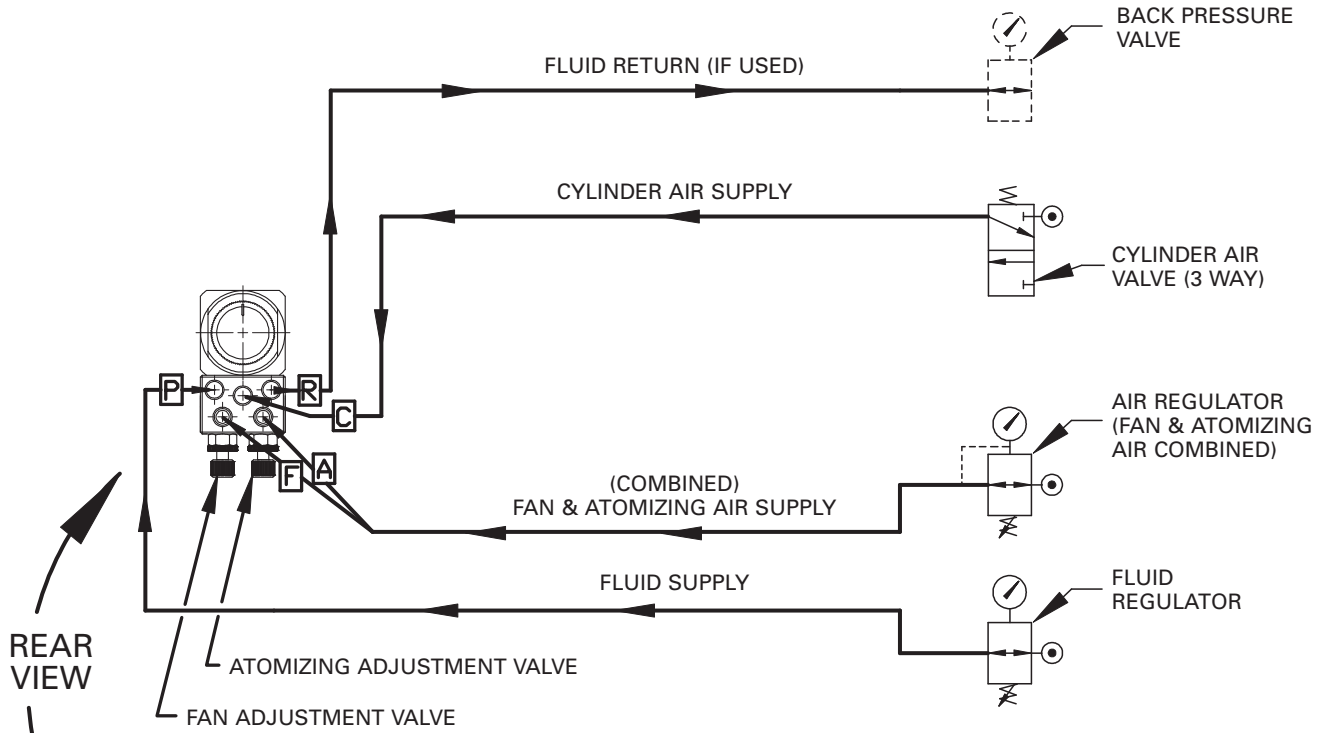 BACK PRESSURE
VALVE
FLUID RETURN (IF USED)
CYLINDER AIR SUPPLY
CYLINDER AIR
VALVE (3 WAY)
P
R
C
AIR REGULATOR
(FAN & ATOMIZING
AIR COMBINED)
F
A
(COMBINED)
FAN & ATOMIZING AIR SUPPLY
FLUID SUPPLY
FLUID
REGULATOR
REAR
VIEW
ATOMIZING ADJUSTMENT VALVE
FAN ADJUSTMENT VALVE